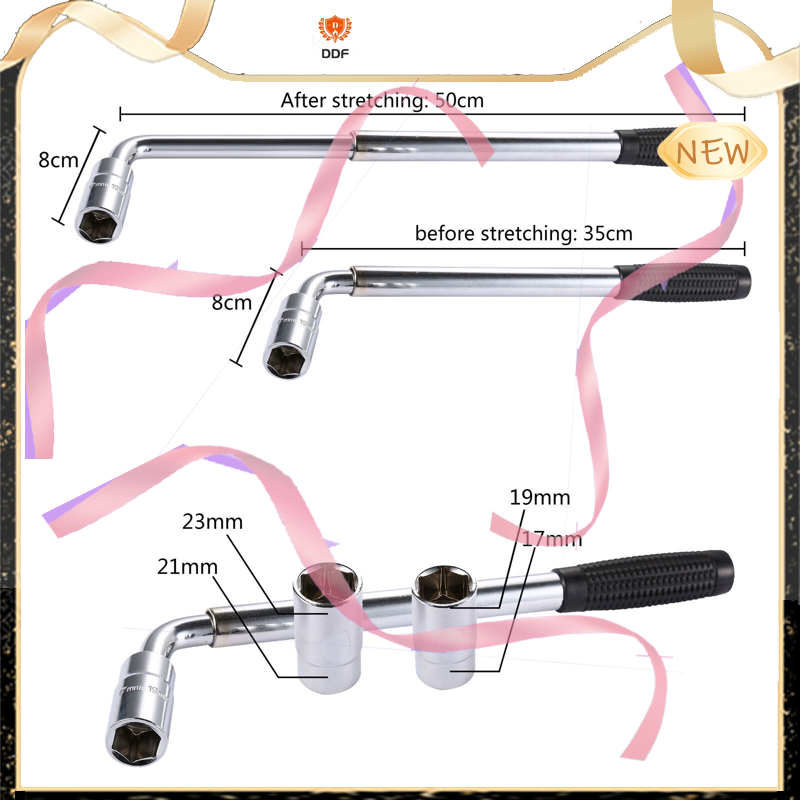 DDF
After stretching: 50cm
8cm
NEW
before stretching: 35cm
8cm
19mm
23mm
17mm
21mm